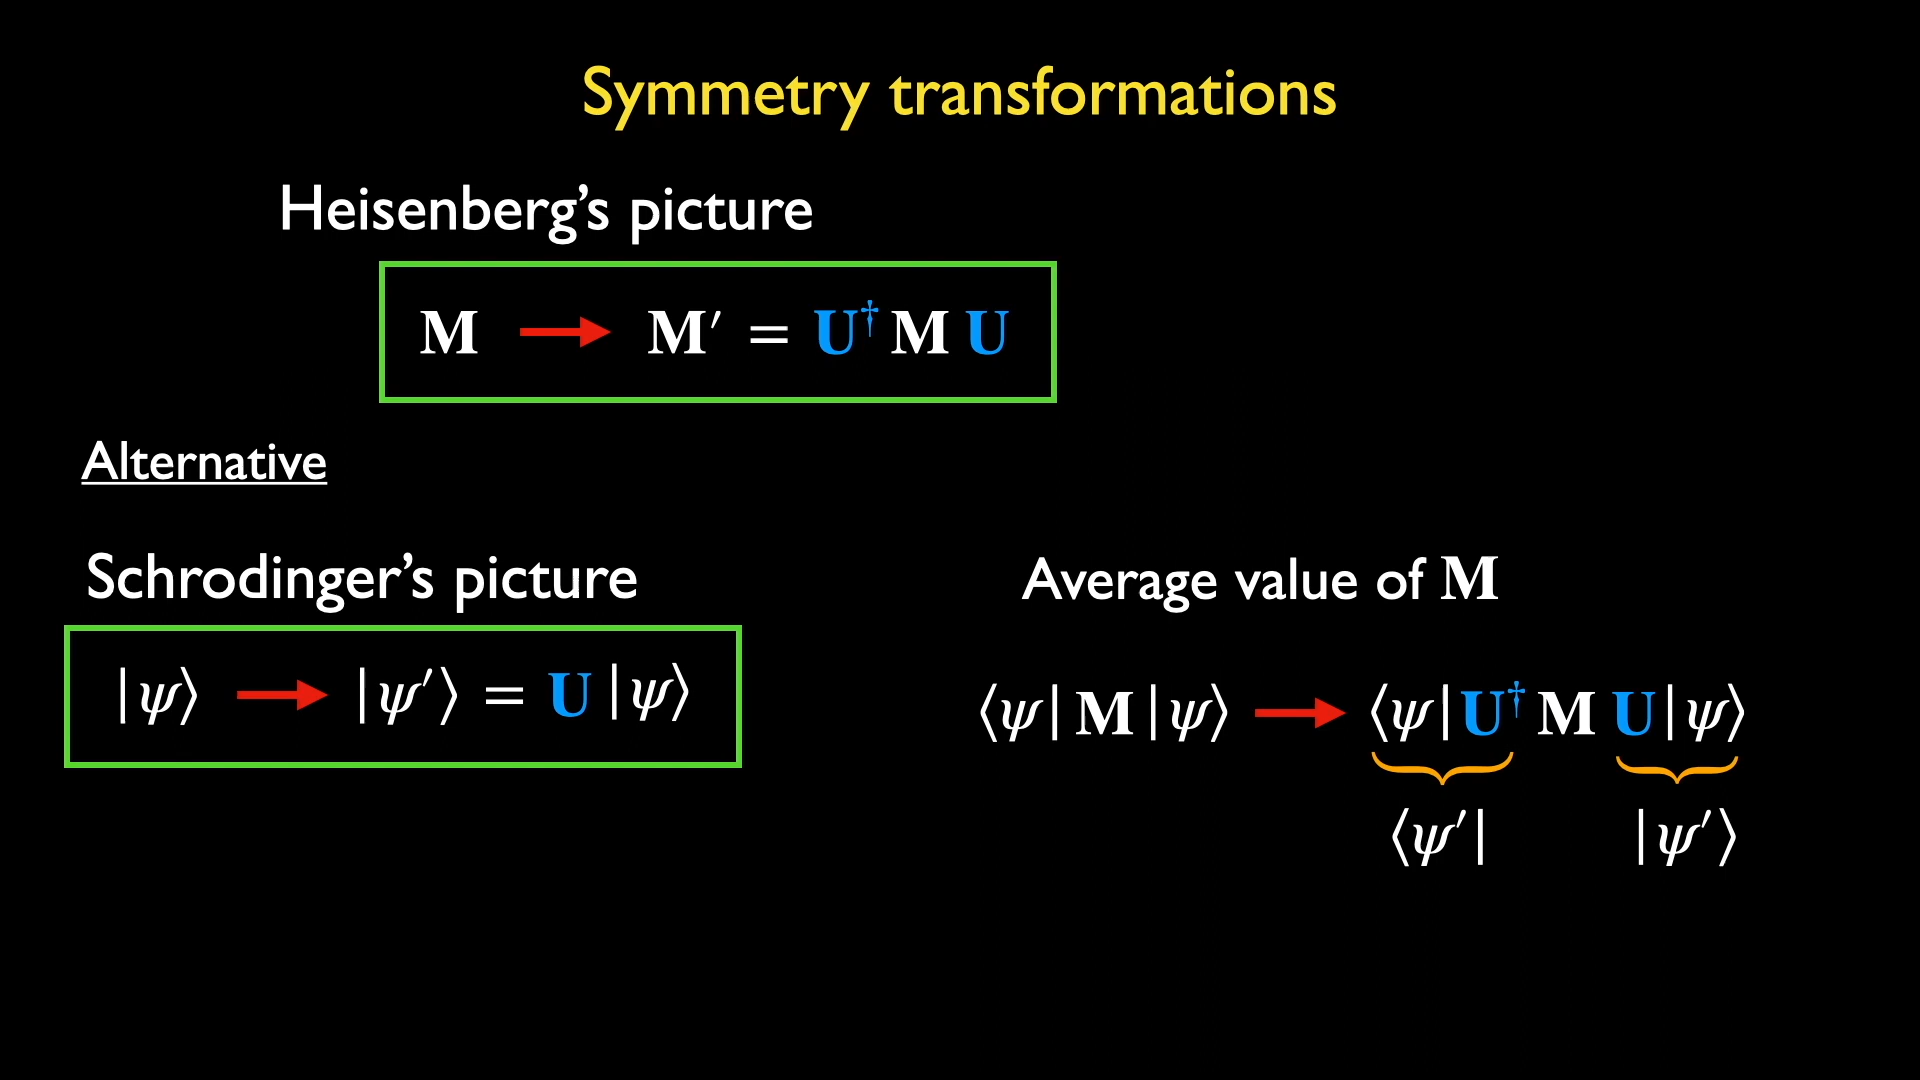 Symmetry transformations
Heisenberg’s picture
M → M′ = U† M U
Alternative
Schrodinger’s picture
|ψ⟩ → |ψ′⟩ = U |ψ⟩
Average value of M
⟨ψ| M |ψ⟩ → ⟨ψ|U† M U|ψ⟩
⟨ψ′| |ψ′⟩